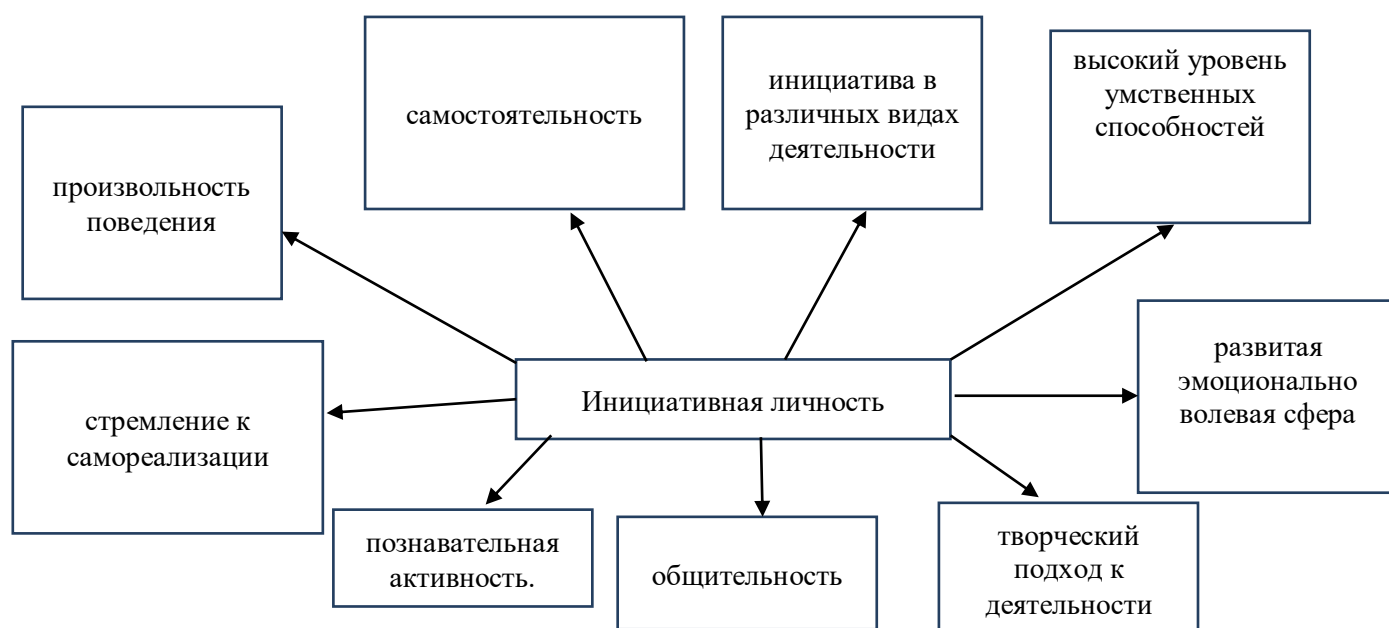 произвольность
поведения
самостоятельность
инициатива в
различных видах
деятельности
высокий уровень
умственных
способностей
стремление к
самореализации
Инициативная личность
развитая
эмоционально
волевая сфера
познавательная
активность.
общительность
творческий
подход к
деятельности